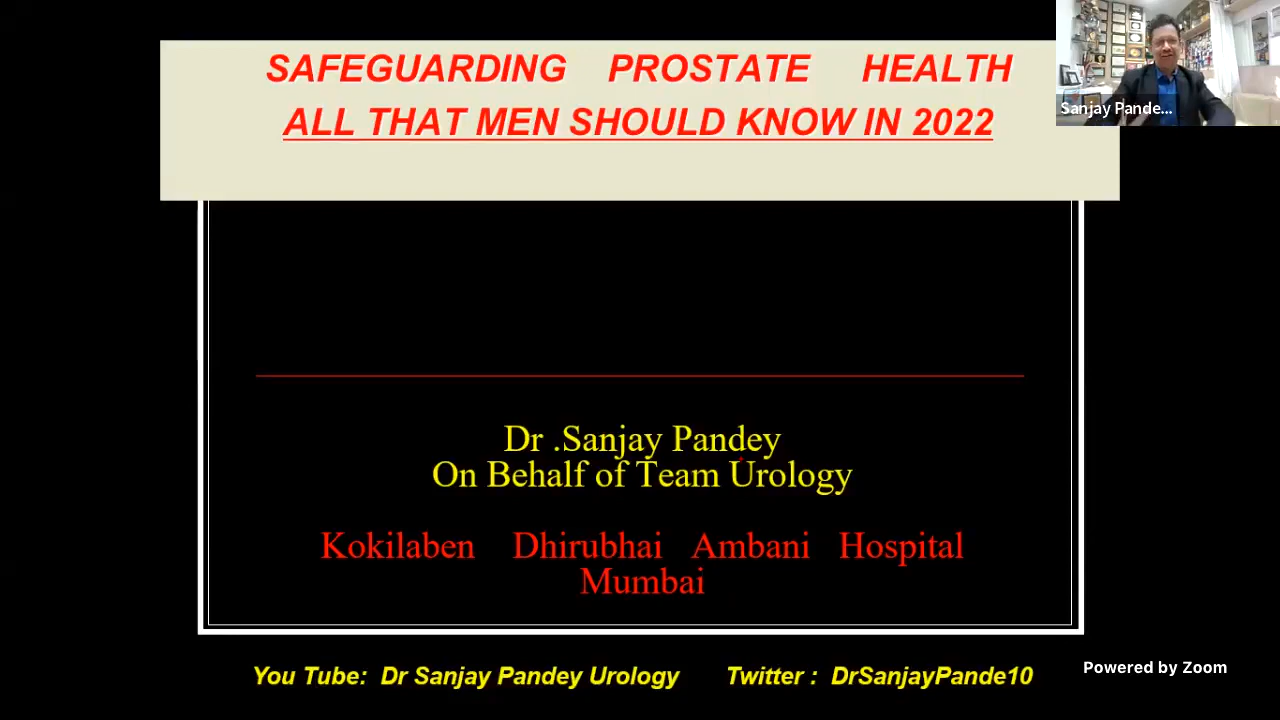 SAFEGUARDING PROSTATE HEALTH
ALL THAT MEN SHOULD KNOW IN 2022
Sanjay Pande...
Dr .Sanjay Pandey
On Behalf of Team Urology
Kokilaben Dhirubhai Ambani Hospital
Mumbai
You Tube: Dr Sanjay Pandey Urology Twitter : DrSanjayPande10
Powered by Zoom